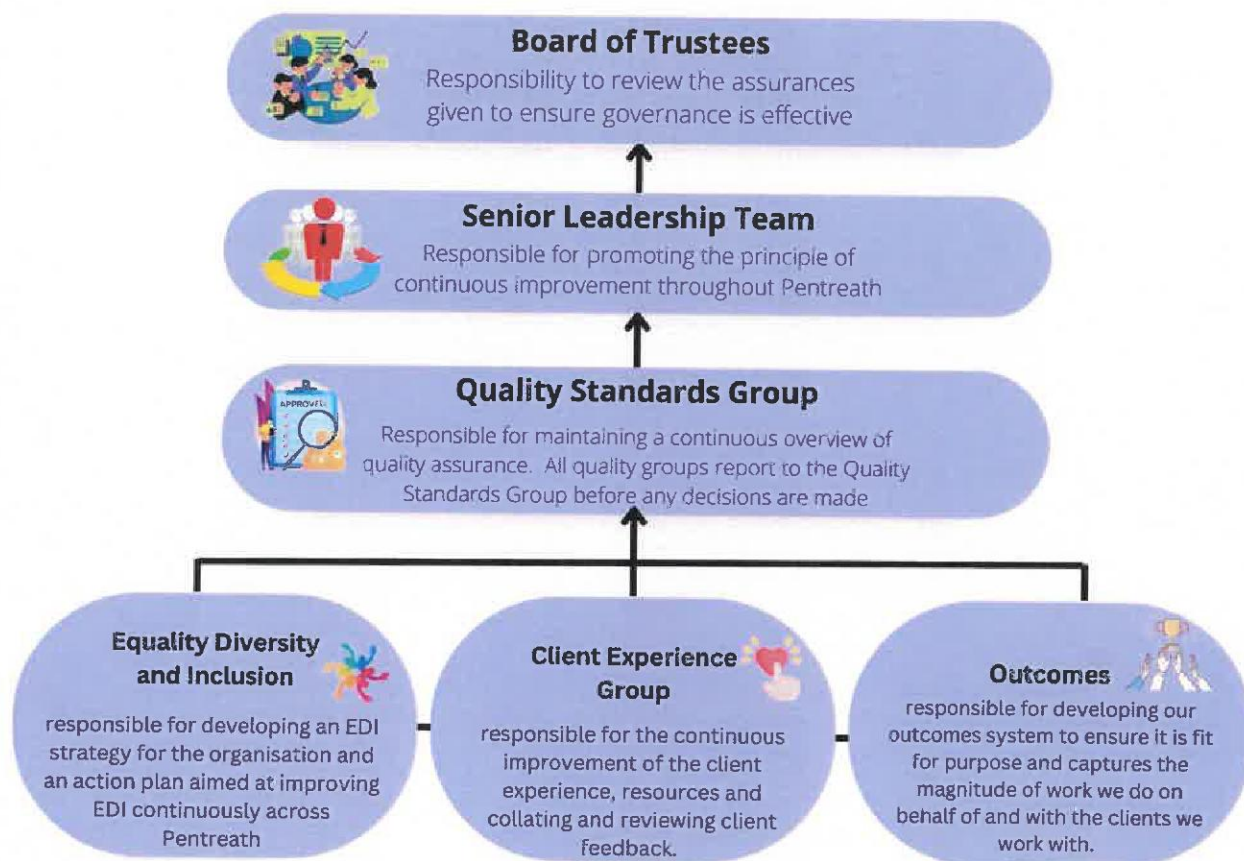 Board of Trustees
Responsibility to review the assurances
given to ensure governance is effective
Senior Leadership Team
Responsible for promoting the principle of
continuous improvement throughout Pentreath
Quality Standards Group
APPROVED
Responsible for maintaining a continuous overview of
quality assurance. All quality groups report to the Quality
Standards Group before any decisions are made
Equality Diversity
and Inclusion
responsible for developing an EDI
strategy for the organisation and
an action plan aimed at improving
EDI continuously across
Pentreath
Client Experience
Group
responsible for the continuous
improvement of the client
experience, resources and
collating and reviewing client
feedback.
Outcomes
responsible for developing our
outcomes system to ensure it is fit
for purpose and captures the
magnitude of work we do on
behalf of and with the clients we
work with.